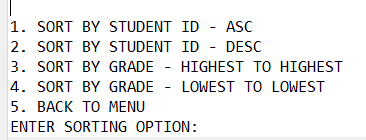 1. SORT BY STUDENT ID - ASC
2. SORT BY STUDENT ID - DESC
3. SORT BY GRADE - HIGHEST TO HIGHEST
4. SORT BY GRADE - LOWEST TO LOWEST
5. BACK TO MENU
ENTER SORTING OPTION: